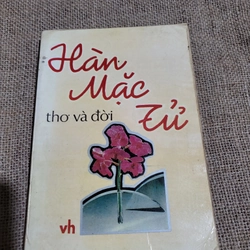 Hàn
Mặc
Tử
thơ và đời
vh